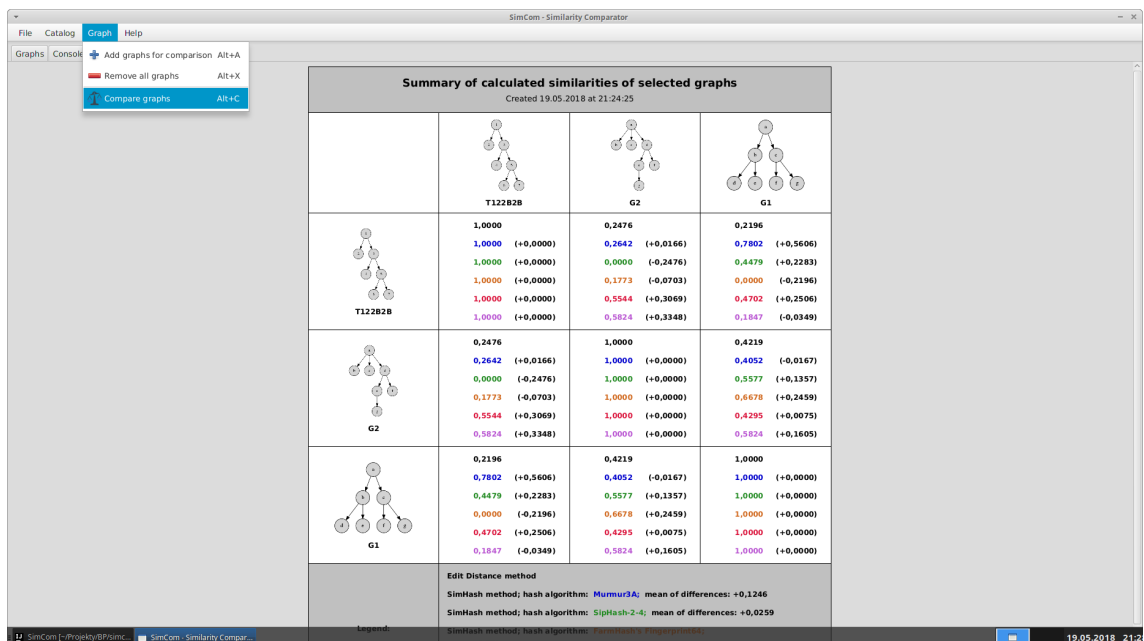 SimCom - Similarity Comparator
File Catalog Graph Help
Graphs Console
Add graphs for comparison Alt+A
Remove all graphs Alt+X
Compare graphs Alt+C
Summary of calculated similarities of selected graphs
Created 19.05.2018 at 21:24:25
T122B2B G2 G1
1,0000 0,2476 0,2196
1,0000 (+0,0000) 0,2642 (+0,0166) 0,7802 (+0,5606)
1,0000 (+0,0000) 0,0000 (-0,2476) 0,4479 (+0,2283)
1,0000 (+0,0000) 0,1773 (-0,0703) 0,0000 (-0,2196)
1,0000 (+0,0000) 0,5544 (+0,3069) 0,4702 (+0,2506)
1,0000 (+0,0000) 0,5824 (+0,3348) 0,1847 (-0,0349)
T122B2B
0,2476 1,0000 0,4219
0,2642 (+0,0166) 1,0000 (+0,0000) 0,4052 (-0,0167)
0,0000 (-0,2476) 1,0000 (+0,0000) 0,5577 (+0,1357)
0,1773 (-0,0703) 1,0000 (+0,0000) 0,6678 (+0,2459)
0,5544 (+0,3069) 1,0000 (+0,0000) 0,4295 (+0,0075)
0,5824 (+0,3348) 1,0000 (+0,0000) 0,5824 (+0,1605)
G2
0,2196 0,4219 1,0000
0,7802 (+0,5606) 0,4052 (-0,0167) 1,0000 (+0,0000)
0,4479 (+0,2283) 0,5577 (+0,1357) 1,0000 (+0,0000)
0,0000 (-0,2196) 0,6678 (+0,2459) 1,0000 (+0,0000)
0,4702 (+0,2506) 0,4295 (+0,0075) 1,0000 (+0,0000)
0,1847 (-0,0349) 0,5824 (+0,1605) 1,0000 (+0,0000)
G1
Edit Distance method
SimHash method; hash algorithm: Murmur3A; mean of differences: +0,1246
SimHash method; hash algorithm: SipHash-2-4; mean of differences: +0,0259
Legend: SimHash method; hash algorithm: FarmHash's Fingerprint64;
SimCom [~/Projekty/BP/simc... SimCom - Similarity Compar... 19.05.2018 21:2